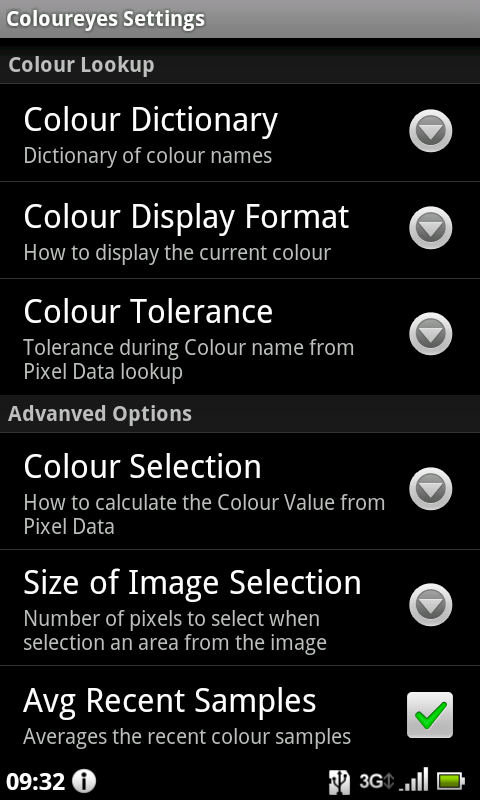 Coloureyes Settings
Colour Lookup
Colour Dictionary
Dictionary of colour names
Colour Display Format
How to display the current colour
Colour Tolerance
Tolerance during Colour name from
Pixel Data lookup
Advanved Options
Colour Selection
How to calculate the Colour Value from
Pixel Data
Size of Image Selection
Number of pixels to select when
selection an area from the image
Avg Recent Samples
Averages the recent colour samples
09:32 3G